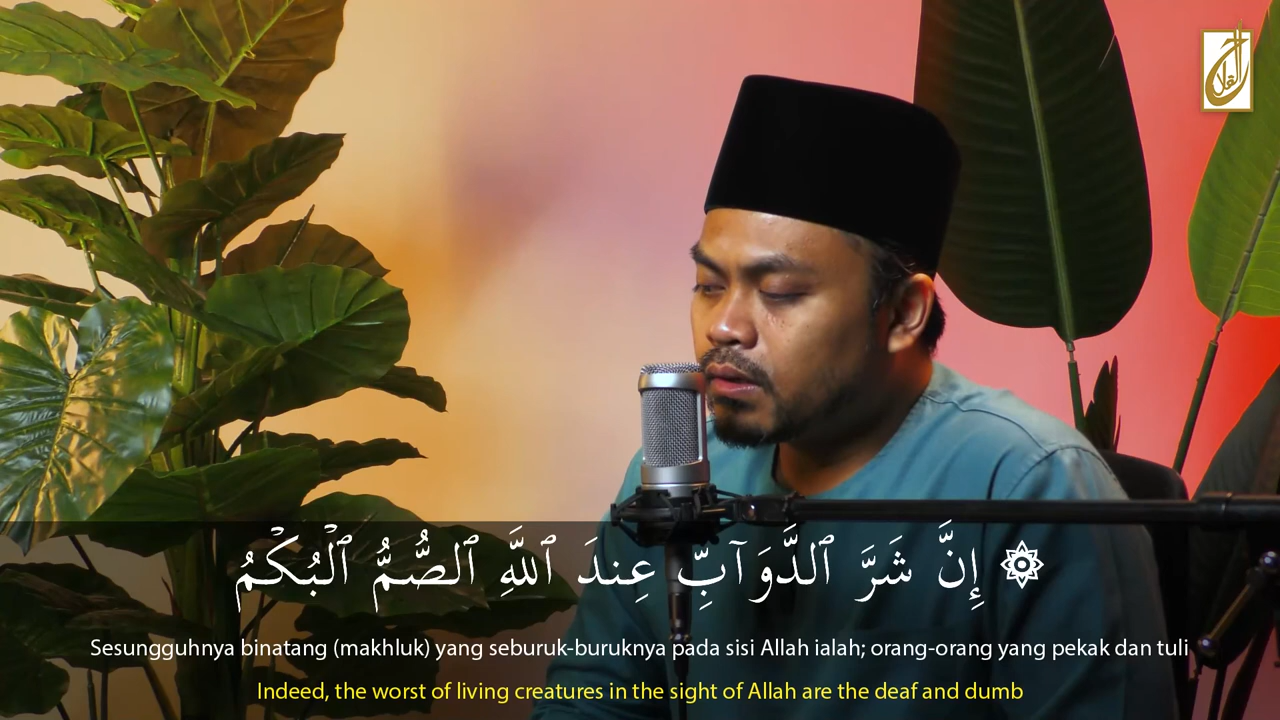 ۞ إِنَّ شَرَّ ٱلدَّوَآبِّ عِندَ ٱللَّهِ ٱلصُّمُّ ٱلْبُكْمُ
Sesungguhnya binatang (makhluk) yang seburuk-buruknya pada sisi Allah ialah; orang-orang yang pekak dan tuli
Indeed, the worst of living creatures in the sight of Allah are the deaf and dumb